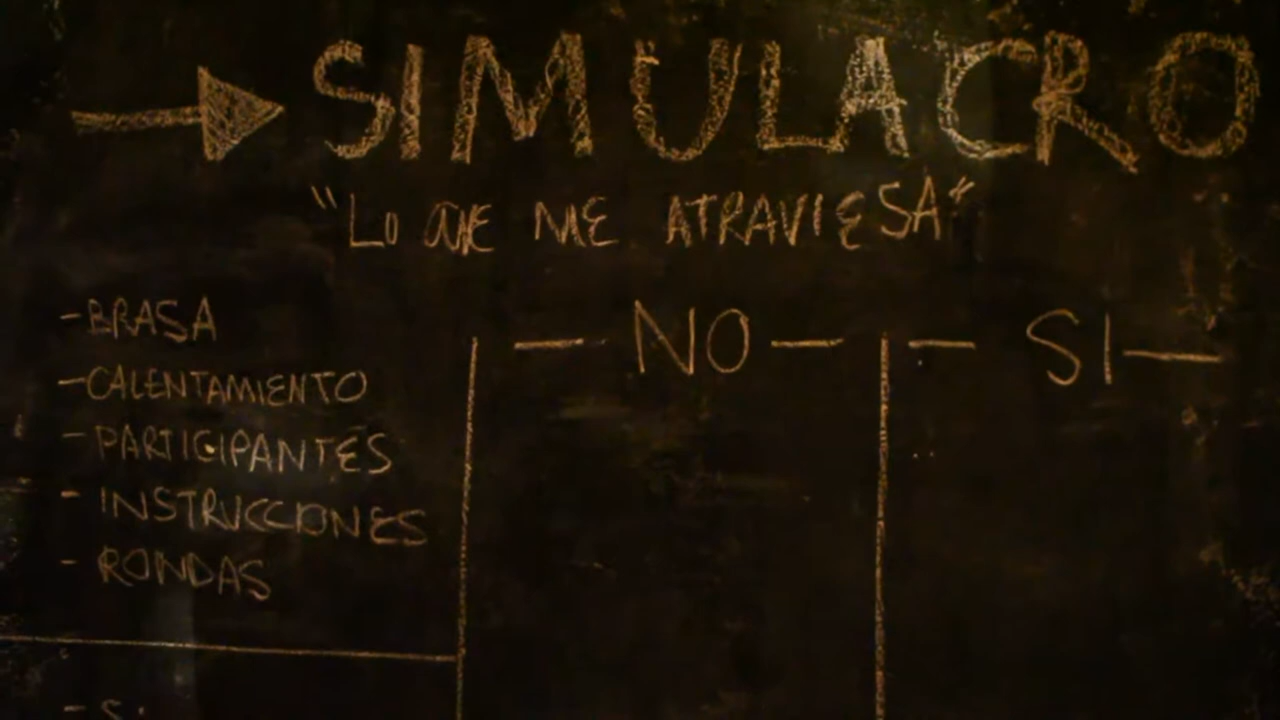 SIMULACRO
"LO QUE ME ATRAVIESA"
- BRASA
- CALENTAMIENTO
- PARTICIPANTES
- INSTRUCCIONES
- RONDAS
- NO -
- SI -